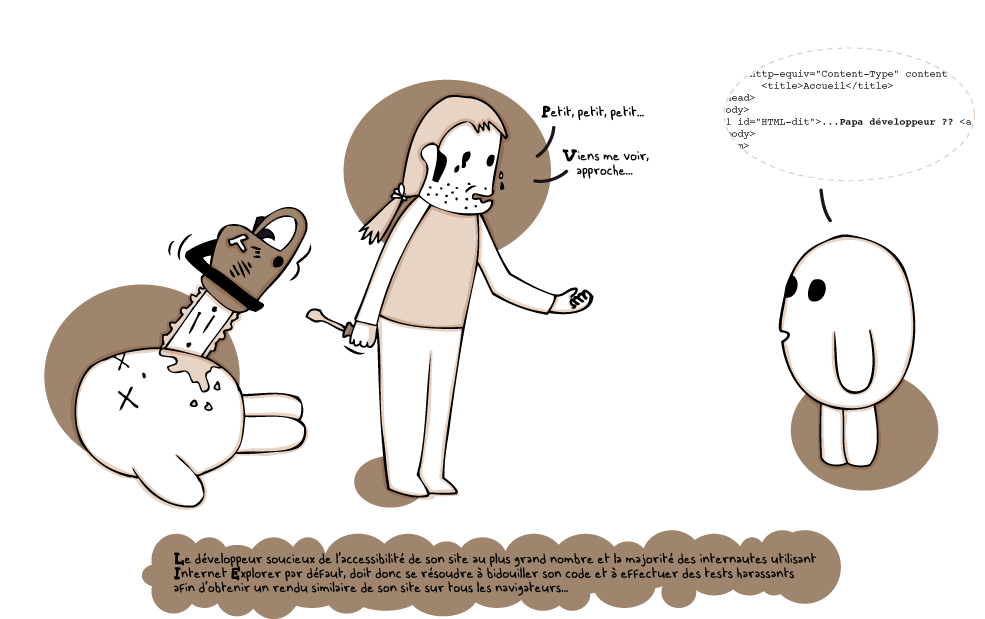 Petit, petit, petit...
Viens me voir,
approche...
http-equiv="Content-Type" content
<title>Accueil</title>
head>
ody>
1 id="HTML-dit">...Papa développeur ?? <a
body>
m>
Le développeur soucieux de l'accessibilité de son site au plus grand nombre et la majorité des internautes utilisant
Internet Explorer par défaut, doit donc se résoudre à bidouiller son code et à effectuer des tests harassants
afin d'obtenir un rendu similaire de son site sur tous les navigateurs...